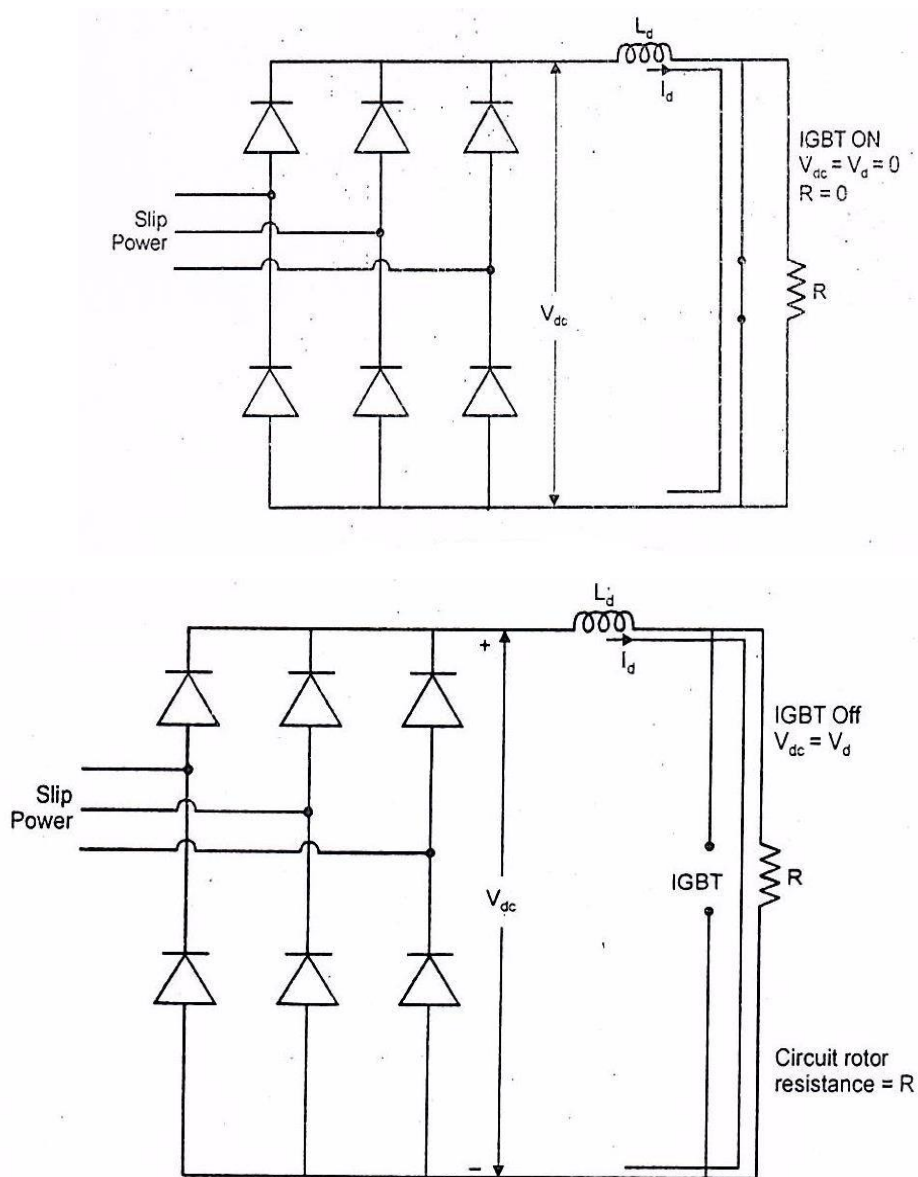 L_d
I_d
IGBT ON
V_dc = V_d = 0
R = 0
Slip
Power
V_dc
R
L_d
+
I_d
IGBT Off
V_dc = V_d
Slip
Power
V_dc
IGBT
R
Circuit rotor
resistance = R
−